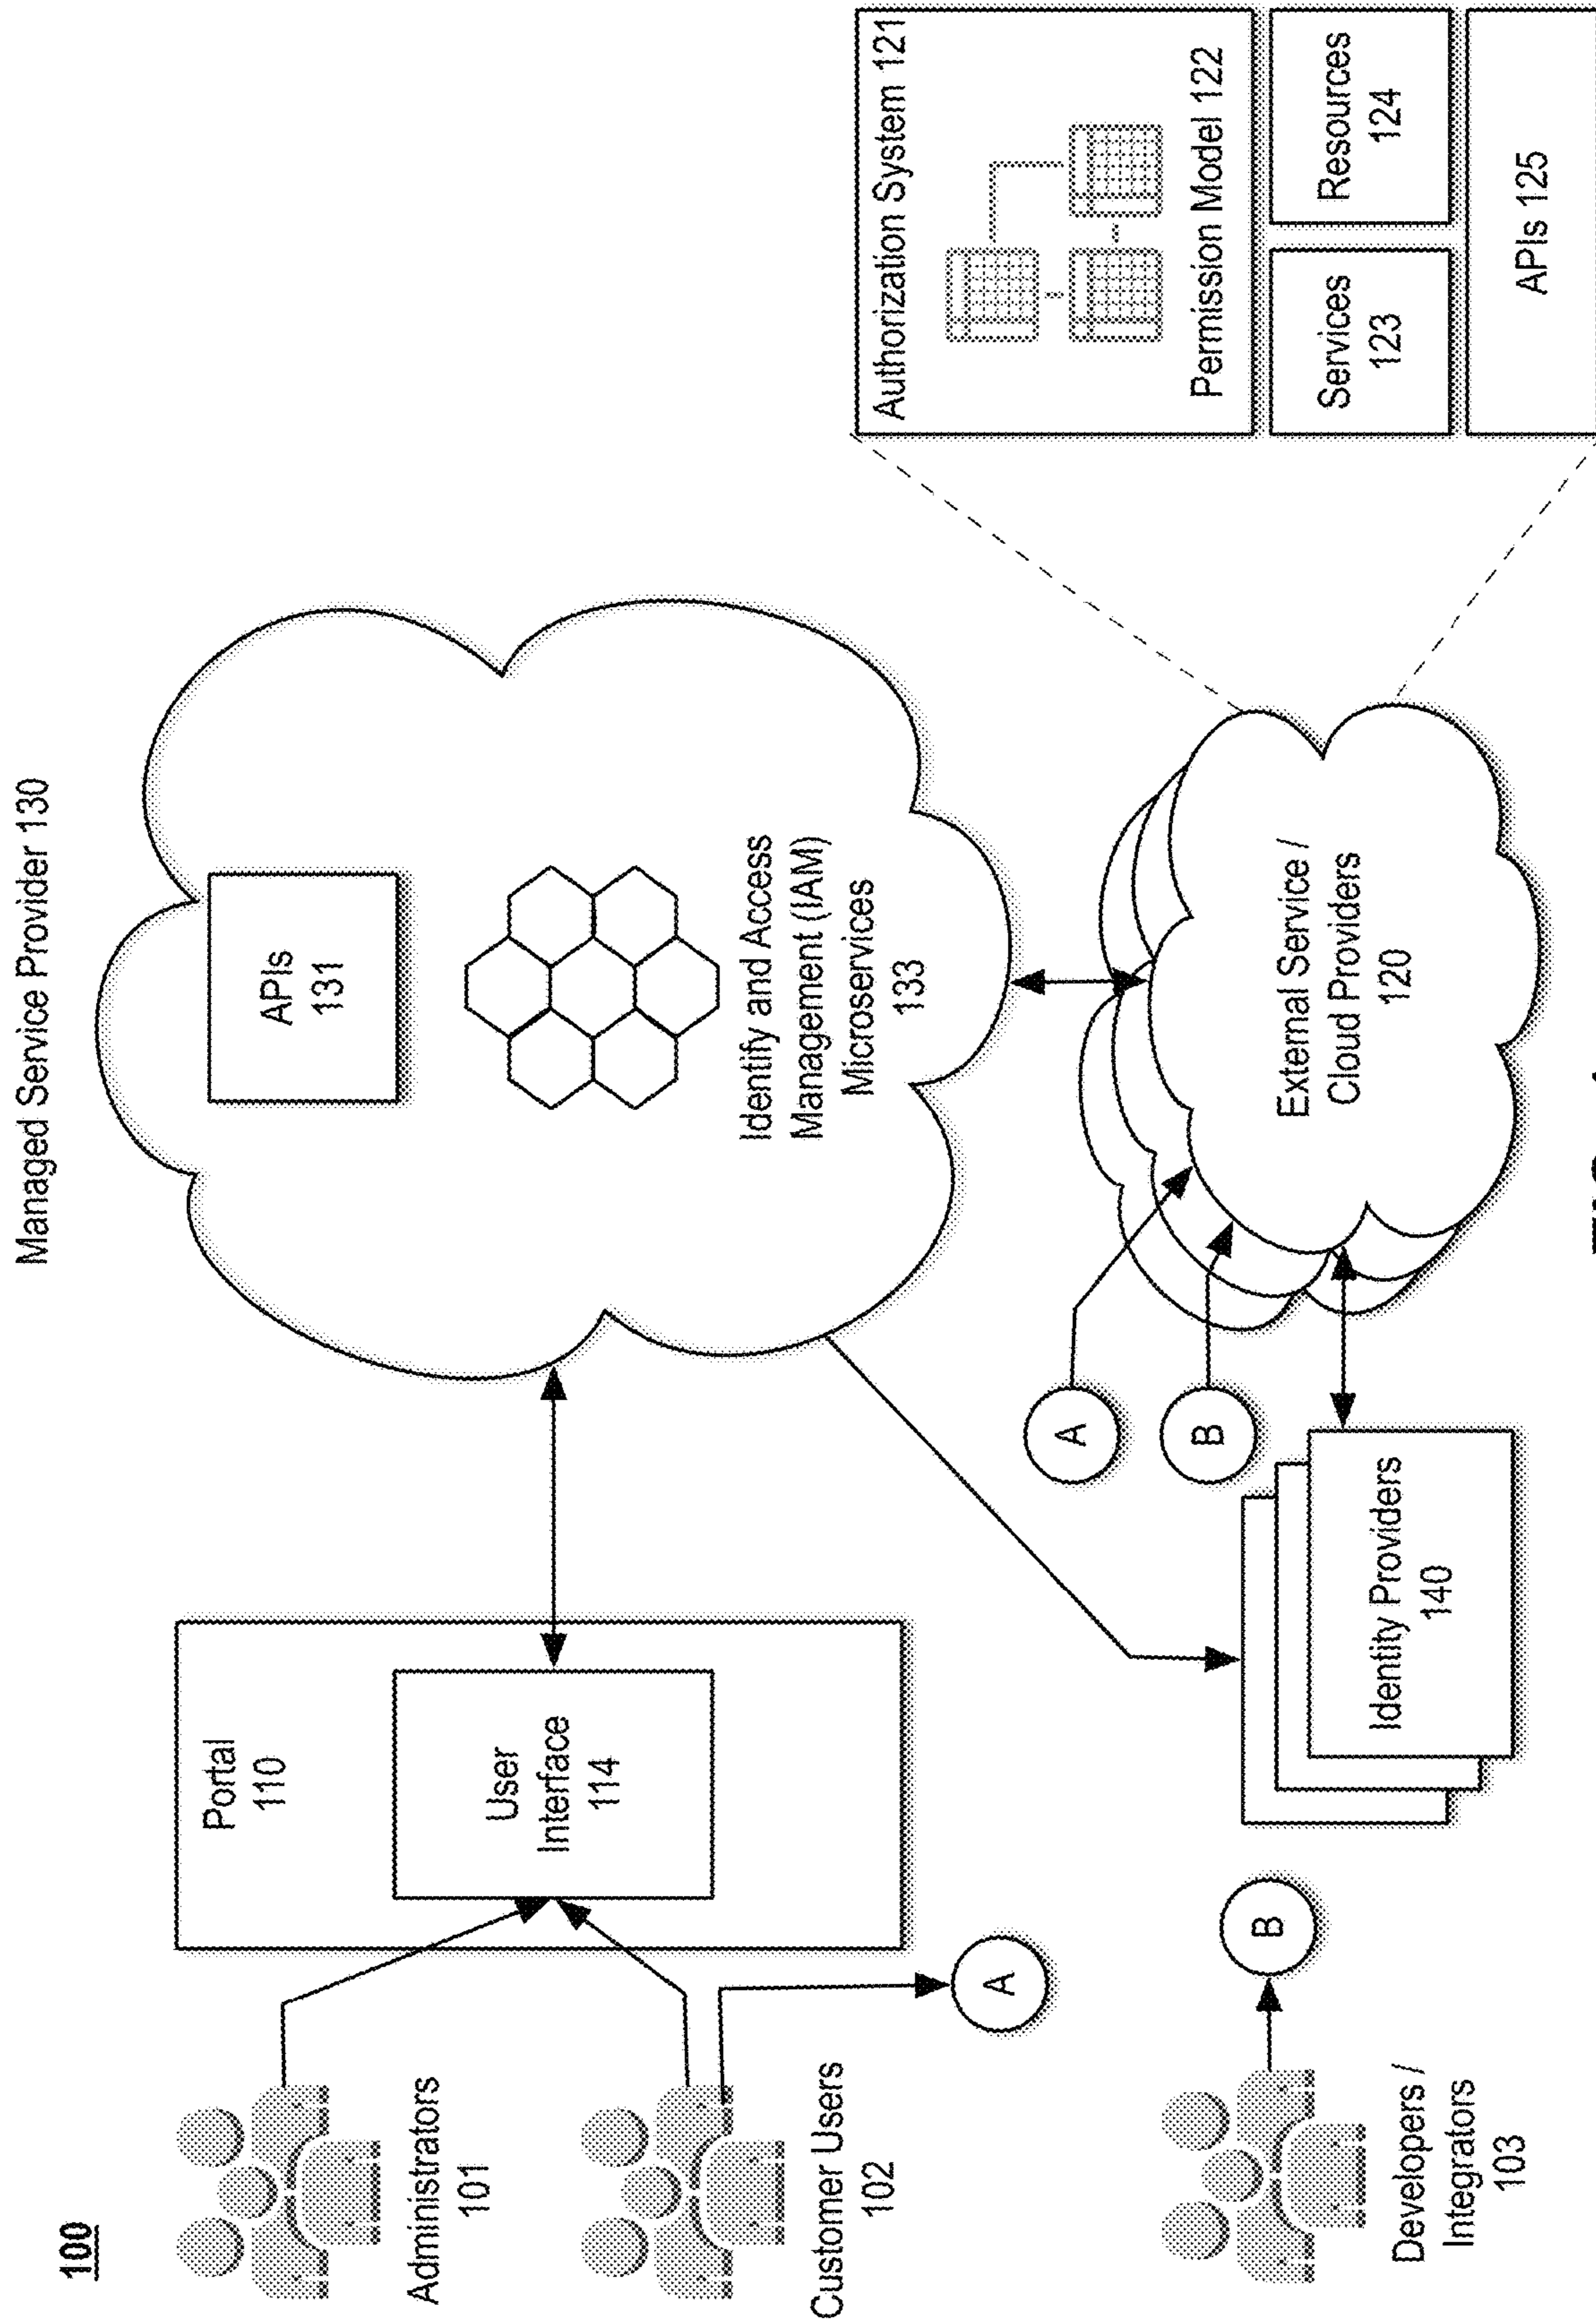 100
Managed Service Provider 130
Administrators
101
Customer Users
102
Developers /
Integrators
103
Portal
110
User
Interface
114
A
B
APIs
131
Identify and Access
Management (IAM)
Microservices
133
A
B
Identity Providers
140
External Service /
Cloud Providers
120
Authorization System 121
Permission Model 122
Services
123
Resources
124
APIs 125